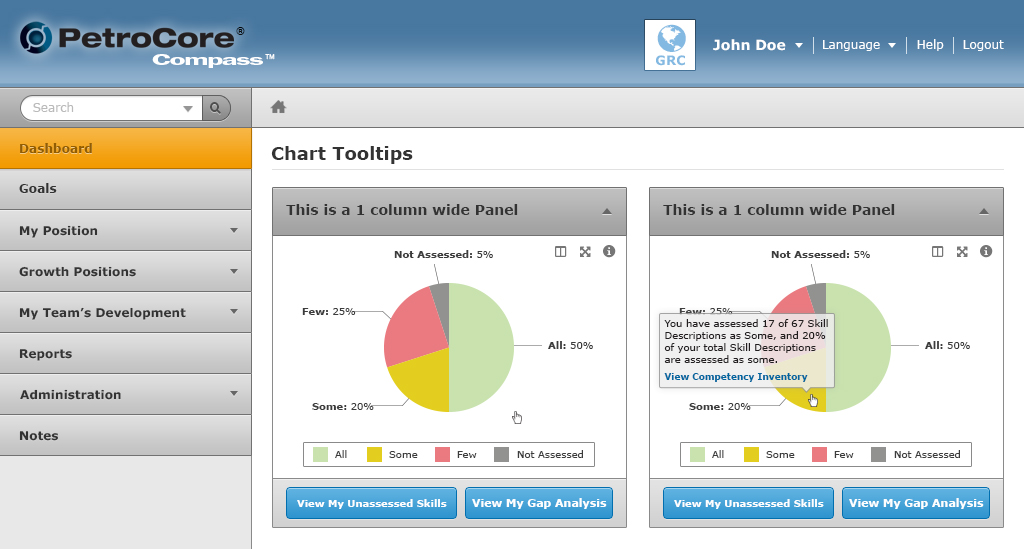 PetroCore®
Compass™
GRC
John Doe
Language
Help
Logout
Search
Dashboard
Goals
My Position
Growth Positions
My Team’s Development
Reports
Administration
Notes
Chart Tooltips
This is a 1 column wide Panel
Not Assessed: 5%
Few: 25%
All: 50%
Some: 20%
All
Some
Few
Not Assessed
View My Unassessed Skills
View My Gap Analysis
This is a 1 column wide Panel
Not Assessed: 5%
Few: 25%
You have assessed 17 of 67 Skill
Descriptions as Some, and 20%
of your total Skill Descriptions
are assessed as some.
View Competency Inventory
All: 50%
Some: 20%
All
Some
Few
Not Assessed
View My Unassessed Skills
View My Gap Analysis